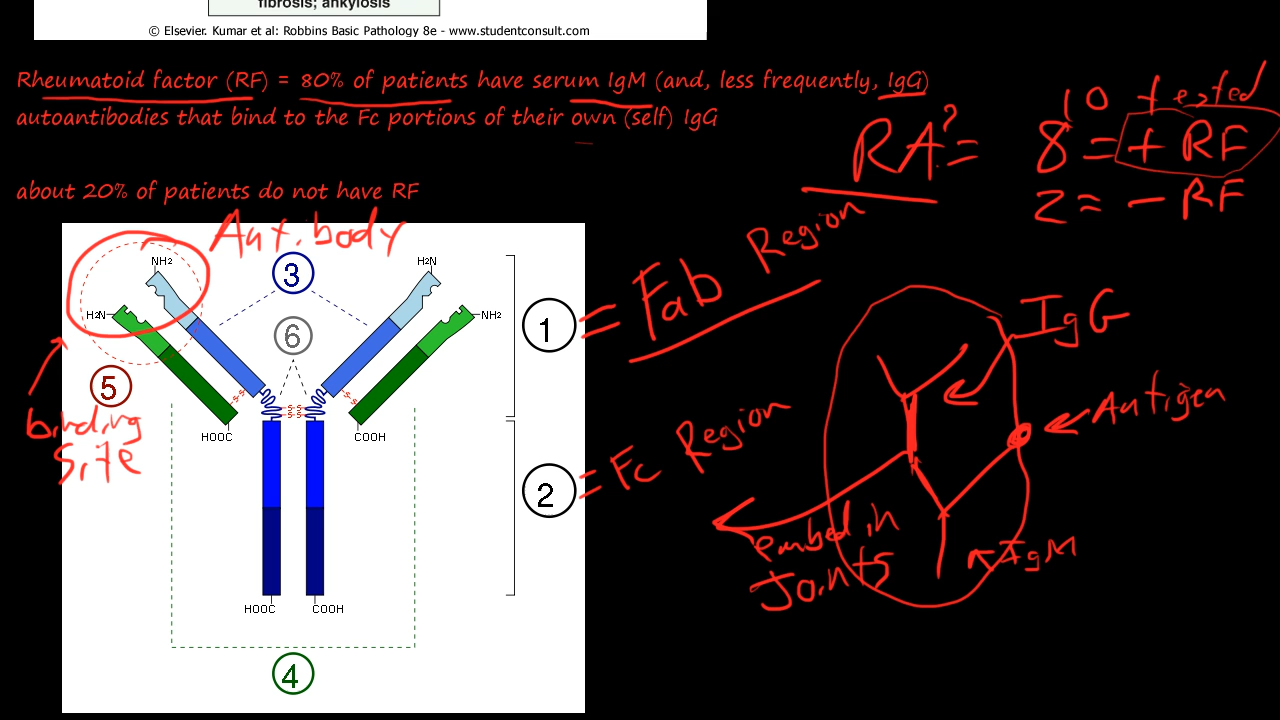 fibrosis; ankylosis
© Elsevier. Kumar et al: Robbins Basic Pathology 8e - www.studentconsult.com
Rheumatoid factor (RF) = 80% of patients have serum IgM (and, less frequently, IgG)
autoantibodies that bind to the Fc portions of their own (self) IgG
about 20% of patients do not have RF
RA? =
10 tested
8 = + RF
2 = - RF
Antibody
NH2
H2N
3
H2N
NH2
6
1
= Fab Region
5
binding
site
HOOC
COOH
S-S
S-S
S-S
S-S
2
= Fc Region
HOOC
COOH
4
IgG
Antigen
embed in
Joints
IgM